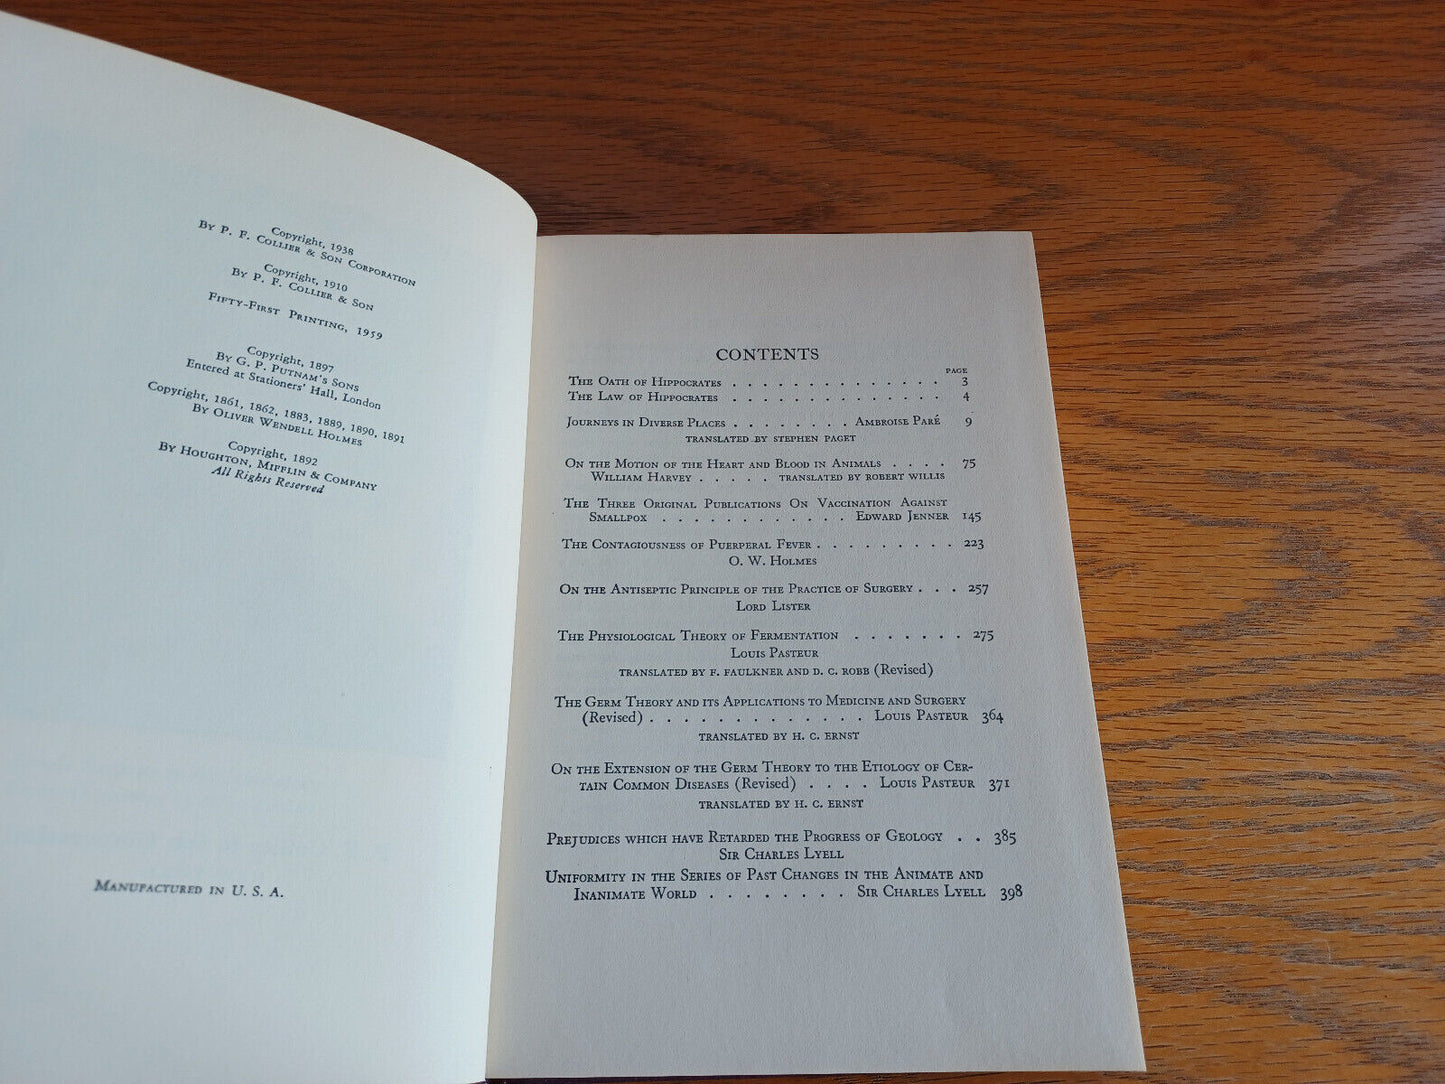 Copyright, 1938
By P. F. Collier & Son Corporation
Copyright, 1910
By P. F. Collier & Son
Fifty-First Printing, 1959
Copyright, 1897
By G. P. Putnam's Sons
Entered at Stationers' Hall, London
Copyright, 1861, 1862, 1883, 1889, 1890, 1891
By Oliver Wendell Holmes
Copyright, 1892
By Houghton, Mifflin & Company
All Rights Reserved
Manufactured in U. S. A.
CONTENTS
PAGE
The Oath of Hippocrates . . . . . . . . . . . . . . 3
The Law of Hippocrates . . . . . . . . . . . . . . 4
Journeys in Diverse Places . . . . . . . . Ambroise Paré 9
TRANSLATED BY STEPHEN PAGET
On the Motion of the Heart and Blood in Animals . . . . 75
William Harvey . . . . . TRANSLATED BY ROBERT WILLIS
The Three Original Publications On Vaccination Against
Smallpox . . . . . . . . . . . . Edward Jenner 145
The Contagiousness of Puerperal Fever . . . . . . . . . 223
O. W. Holmes
On the Antiseptic Principle of the Practice of Surgery . . . 257
Lord Lister
The Physiological Theory of Fermentation . . . . . . . 275
Louis Pasteur
TRANSLATED BY F. FAULKNER AND D. C. ROBB (Revised)
The Germ Theory and its Applications to Medicine and Surgery
(Revised) . . . . . . . . . . . . . Louis Pasteur 364
TRANSLATED BY H. C. ERNST
On the Extension of the Germ Theory to the Etiology of Cer-
tain Common Diseases (Revised) . . . . Louis Pasteur 371
TRANSLATED BY H. C. ERNST
Prejudices which have Retarded the Progress of Geology . . 385
Sir Charles Lyell
Uniformity in the Series of Past Changes in the Animate and
Inanimate World . . . . . . . . Sir Charles Lyell 398